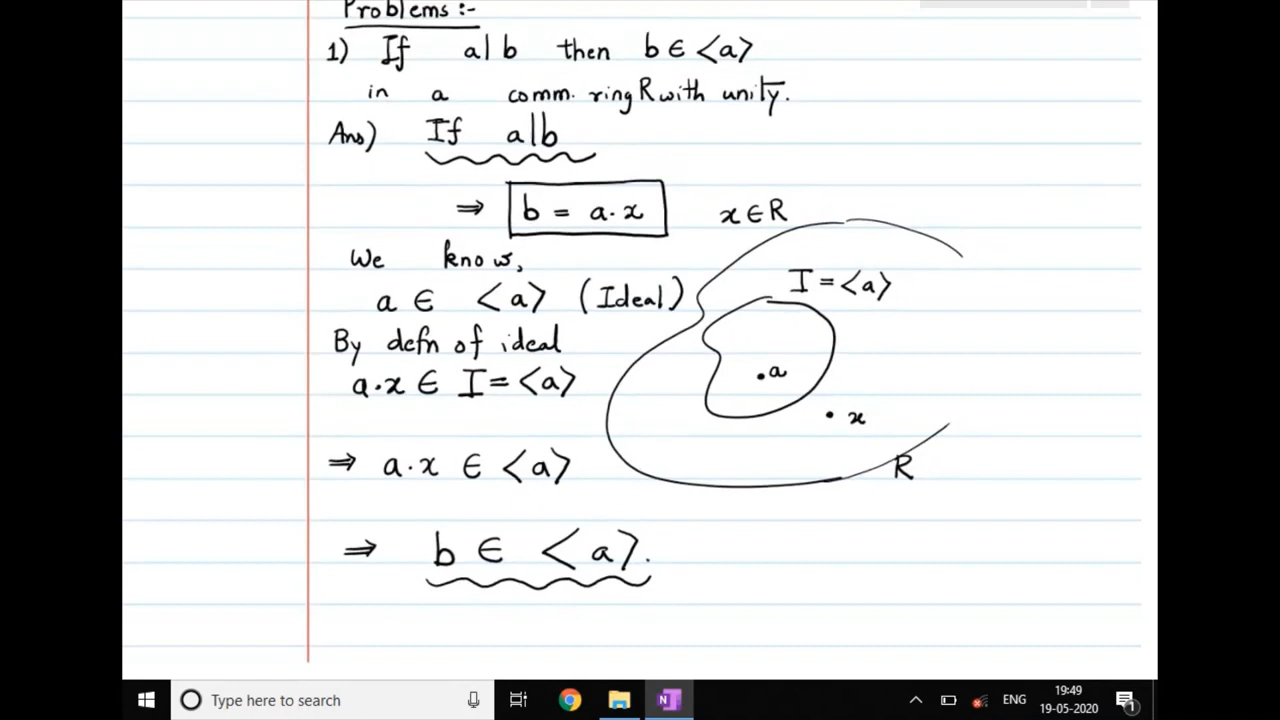 Problems :-
1) If a|b then b ∈ <a>
in a comm. ring R with unity.
Ans) If a|b
⇒ b = a·x x ∈ R
We know,
a ∈ <a> (Ideal)
By defn of ideal
a·x ∈ I = <a>
⇒ a·x ∈ <a>
⇒ b ∈ <a>.
I = <a>
·a
·x
R
Type here to search
ENG
19:49
19-05-2020
1